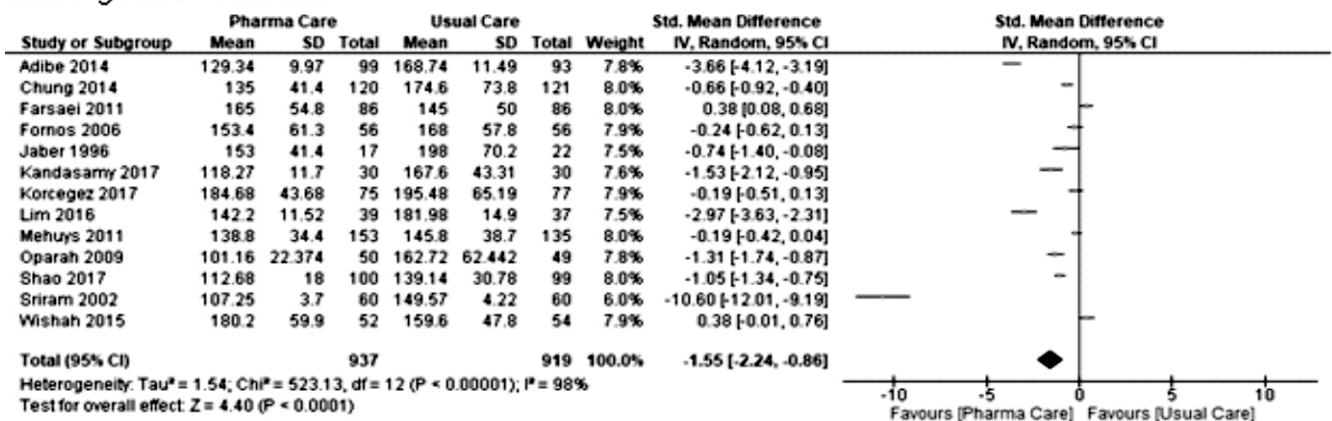 Pharma Care Usual Care Std. Mean Difference Std. Mean Difference
Study or Subgroup Mean SD Total Mean SD Total Weight IV, Random, 95% CI IV, Random, 95% CI
Adibe 2014 129.34 9.97 99 168.74 11.49 93 7.8% -3.66 [-4.12, -3.19]
Chung 2014 135 41.4 120 174.6 73.8 121 8.0% -0.66 [-0.92, -0.40]
Farsaei 2011 165 54.8 86 145 50 86 8.0% 0.38 [0.08, 0.68]
Fornos 2006 153.4 61.3 56 168 57.8 56 7.9% -0.24 [-0.62, 0.13]
Jaber 1996 153 41.4 17 198 70.2 22 7.5% -0.74 [-1.40, -0.08]
Kandasamy 2017 118.27 11.7 30 167.6 43.31 30 7.6% -1.53 [-2.12, -0.95]
Korcegez 2017 184.68 43.68 75 195.48 65.19 77 7.9% -0.19 [-0.51, 0.13]
Lim 2016 142.2 11.52 39 181.98 14.9 37 7.5% -2.97 [-3.63, -2.31]
Mehuys 2011 138.8 34.4 153 145.8 38.7 135 8.0% -0.19 [-0.42, 0.04]
Oparah 2009 101.16 22.374 50 162.72 62.442 49 7.8% -1.31 [-1.74, -0.87]
Shao 2017 112.68 18 100 139.14 30.78 99 8.0% -1.05 [-1.34, -0.75]
Sriram 2002 107.25 3.7 60 149.57 4.22 60 6.0% -10.60 [-12.01, -9.19]
Wishah 2015 180.2 59.9 52 159.6 47.8 54 7.9% 0.38 [-0.01, 0.76]
Total (95% CI) 937 919 100.0% -1.55 [-2.24, -0.86]
Heterogeneity: Tau² = 1.54; Chi² = 523.13, df = 12 (P < 0.00001); I² = 98%
Test for overall effect: Z = 4.40 (P < 0.0001)
-10 -5 0 5 10
Favours [Pharma Care] Favours [Usual Care]